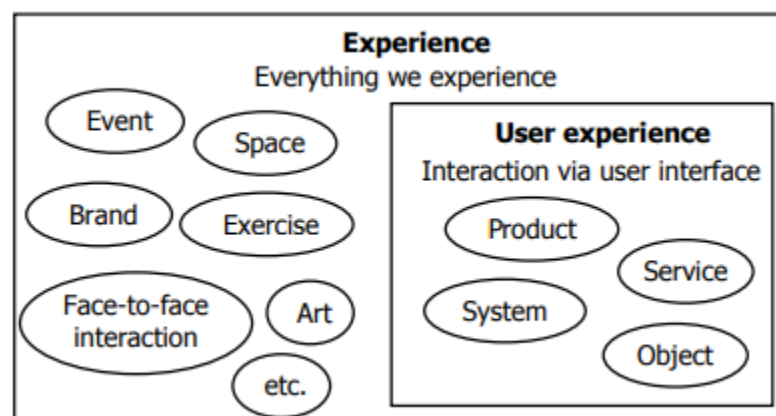 Experience
Everything we experience
Event
Space
Brand
Exercise
Face-to-face
interaction
Art
etc.
User experience
Interaction via user interface
Product
Service
System
Object